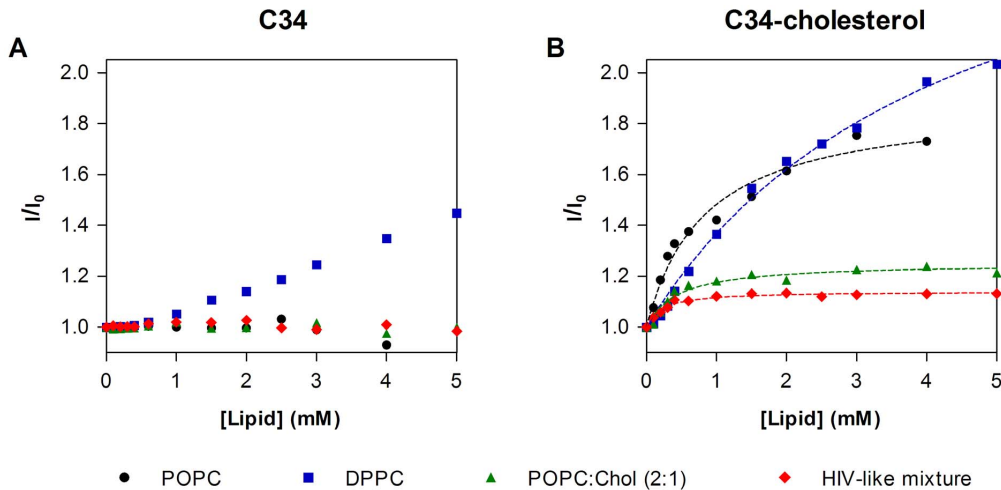 C34
C34-cholesterol
A
B
2.0
1.8
1.6
1.4
1.2
1.0
I/I0
0
1
2
3
4
5
[Lipid] (mM)
2.0
1.8
1.6
1.4
1.2
1.0
I/I0
0
1
2
3
4
5
[Lipid] (mM)
POPC
DPPC
POPC:Chol (2:1)
HIV-like mixture